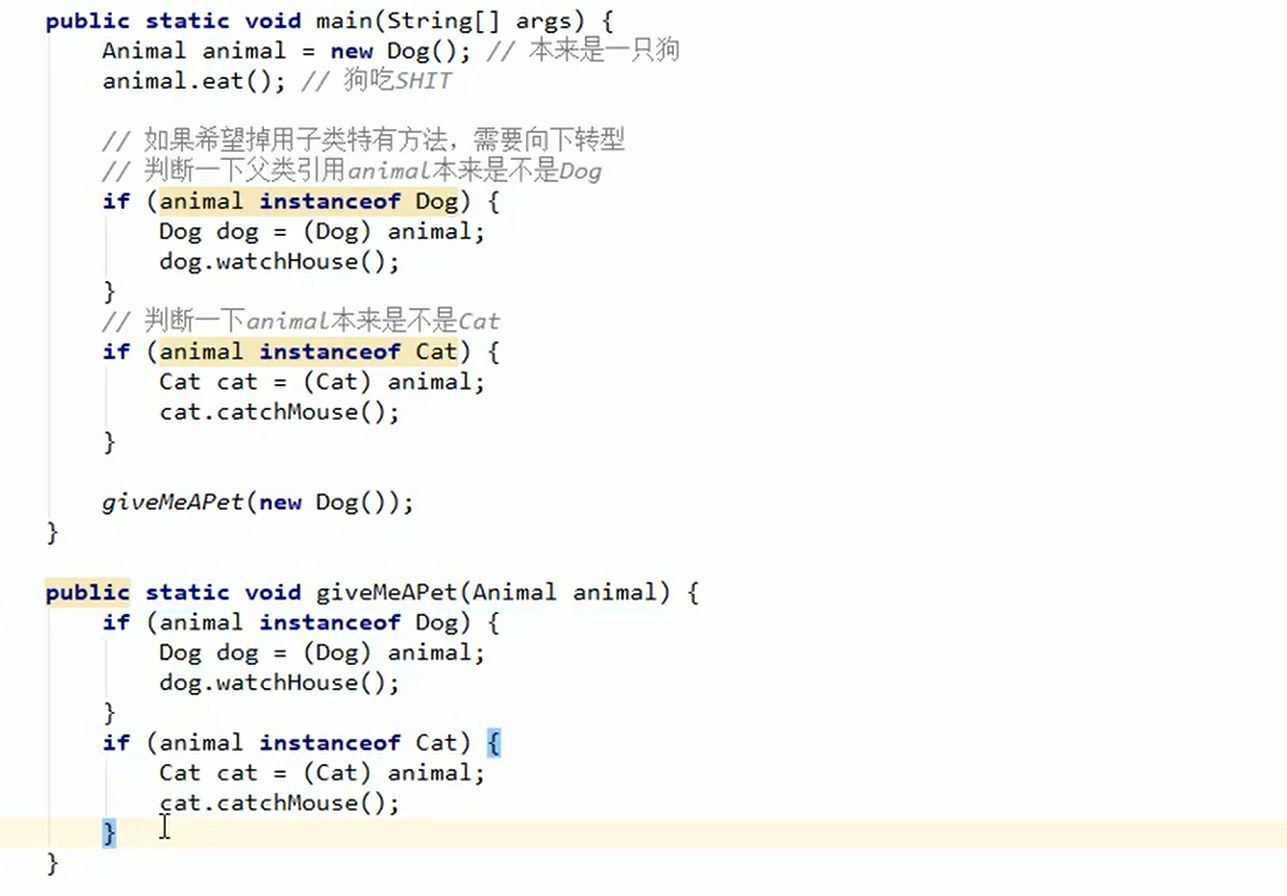 public static void main(String[] args) {
    Animal animal = new Dog(); // 本来是一只狗
    animal.eat(); // 狗吃SHIT
    // 如果希望掉用子类特有方法，需要向下转型
    // 判断一下父类引用animal本来是不是Dog
    if (animal instanceof Dog) {
        Dog dog = (Dog) animal;
        dog.watchHouse();
    }
    // 判断一下animal本来是不是Cat
    if (animal instanceof Cat) {
        Cat cat = (Cat) animal;
        cat.catchMouse();
    }
    giveMeAPet(new Dog());
}
public static void giveMeAPet(Animal animal) {
    if (animal instanceof Dog) {
        Dog dog = (Dog) animal;
        dog.watchHouse();
    }
    if (animal instanceof Cat) {
        Cat cat = (Cat) animal;
        cat.catchMouse();
    }
}